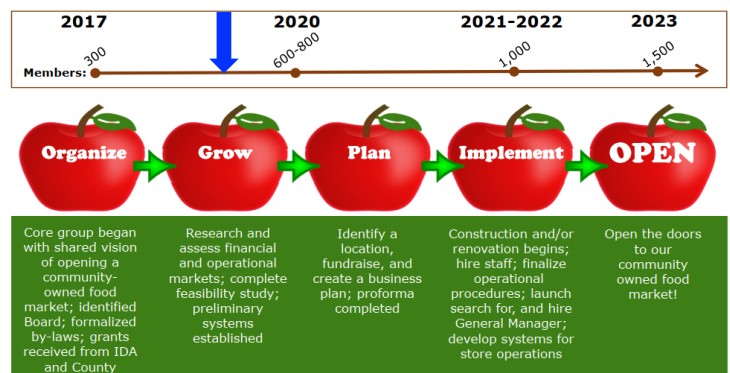 2017
2020
2021-2022
2023
Members:
300
600-800
1,000
1,500
Organize
Grow
Plan
Implement
OPEN
Core group began
with shared vision
of opening a
community-
owned food
market; identified
Board; formalized
by-laws; grants
received from IDA
and County
Research and
assess financial
and operational
markets; complete
feasibility study;
preliminary
systems
established
Identify a
location,
fundraise, and
create a business
plan; proforma
completed
Construction and/or
renovation begins;
hire staff; finalize
operational
procedures; launch
search for, and hire
General Manager;
develop systems for
store operations
Open the doors
to our
community
owned food
market!